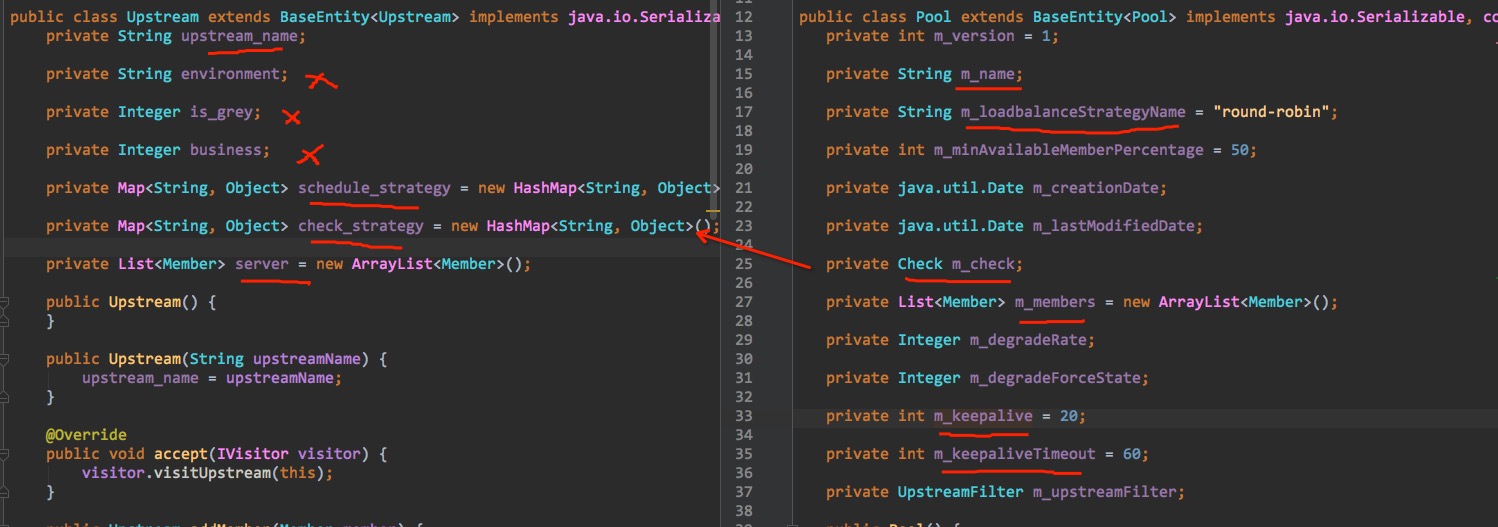 public class Upstream extends BaseEntity<Upstream> implements java.io.Serializa
private String upstream_name;
private String environment;
private Integer is_grey;
private Integer business;
private Map<String, Object> schedule_strategy = new HashMap<String, Object>
private Map<String, Object> check_strategy = new HashMap<String, Object>();
private List<Member> server = new ArrayList<Member>();
public Upstream() {
}
public Upstream(String upstreamName) {
upstream_name = upstreamName;
}
@Override
public void accept(IVisitor visitor) {
visitor.visitUpstream(this);
}
public Upstream addMember(Member member) {
12 public class Pool extends BaseEntity<Pool> implements java.io.Serializable, co
13 private int m_version = 1;
14
15 private String m_name;
16
17 private String m_loadbalanceStrategyName = "round-robin";
18
19 private int m_minAvailableMemberPercentage = 50;
20
21 private java.util.Date m_creationDate;
22
23 private java.util.Date m_lastModifiedDate;
24
25 private Check m_check;
26
27 private List<Member> m_members = new ArrayList<Member>();
28
29 private Integer m_degradeRate;
30
31 private Integer m_degradeForceState;
32
33 private int m_keepalive = 20;
34
35 private int m_keepaliveTimeout = 60;
36
37 private UpstreamFilter m_upstreamFilter;
38
public Pool() {